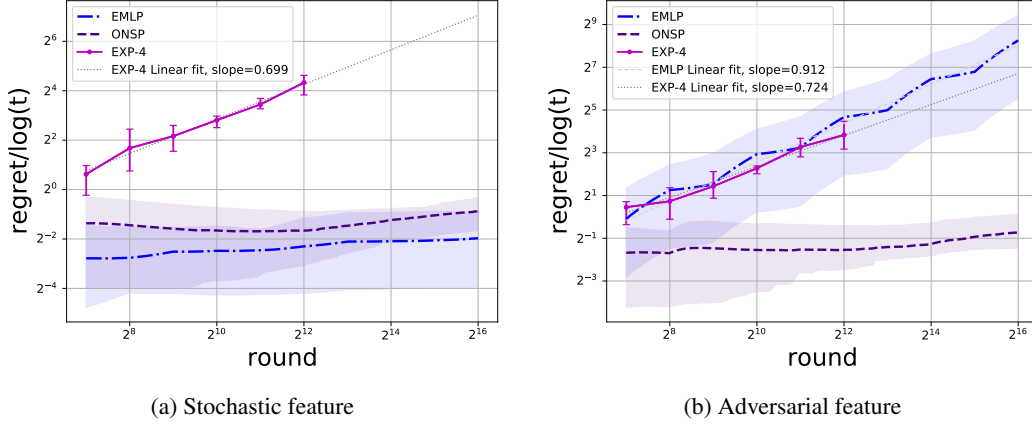 EMLP
ONSP
EXP-4
EXP-4 Linear fit, slope=0.699
regret/log(t)
2^6
2^4
2^2
2^0
2^−2
2^−4
2^8 2^10 2^12 2^14 2^16
round
(a) Stochastic feature
EMLP
ONSP
EXP-4
EMLP Linear fit, slope=0.912
EXP-4 Linear fit, slope=0.724
regret/log(t)
2^9
2^7
2^5
2^3
2^1
2^−1
2^−3
2^8 2^10 2^12 2^14 2^16
round
(b) Adversarial feature